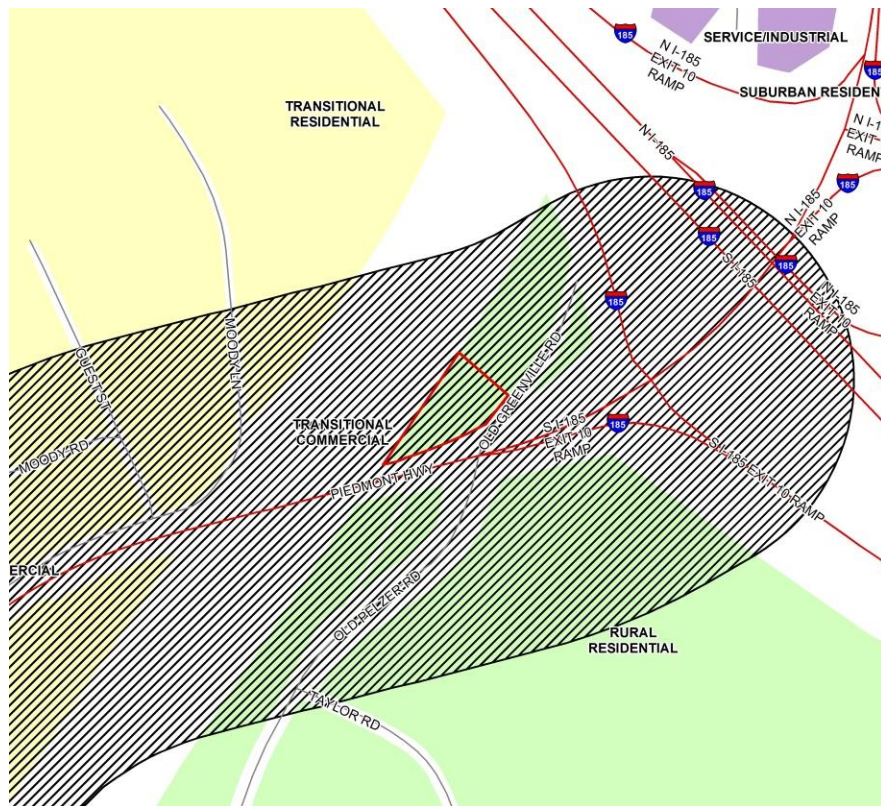 SERVICE/INDUSTRIAL
185
N I-185
EXIT 10
RAMP
185
SUBURBAN RESIDEN
TRANSITIONAL
RESIDENTIAL
N I-1
EXIT
RAMP
N I-185
185
185
N I-185
EXIT 10
RAMP
185
S I-185
185
N I-185
EXIT 10
RAMP
185
MOODY LN
GUEST ST
OLD GREENVILLE RD
TRANSITIONAL
COMMERCIAL
S I-185
EXIT 10
RAMP
185
MOODY RD
S I-185 EXIT 10 RAMP
PIEDMONT HWY
ERCIAL
OLD PELZER RD
RURAL
RESIDENTIAL
TAYLOR RD